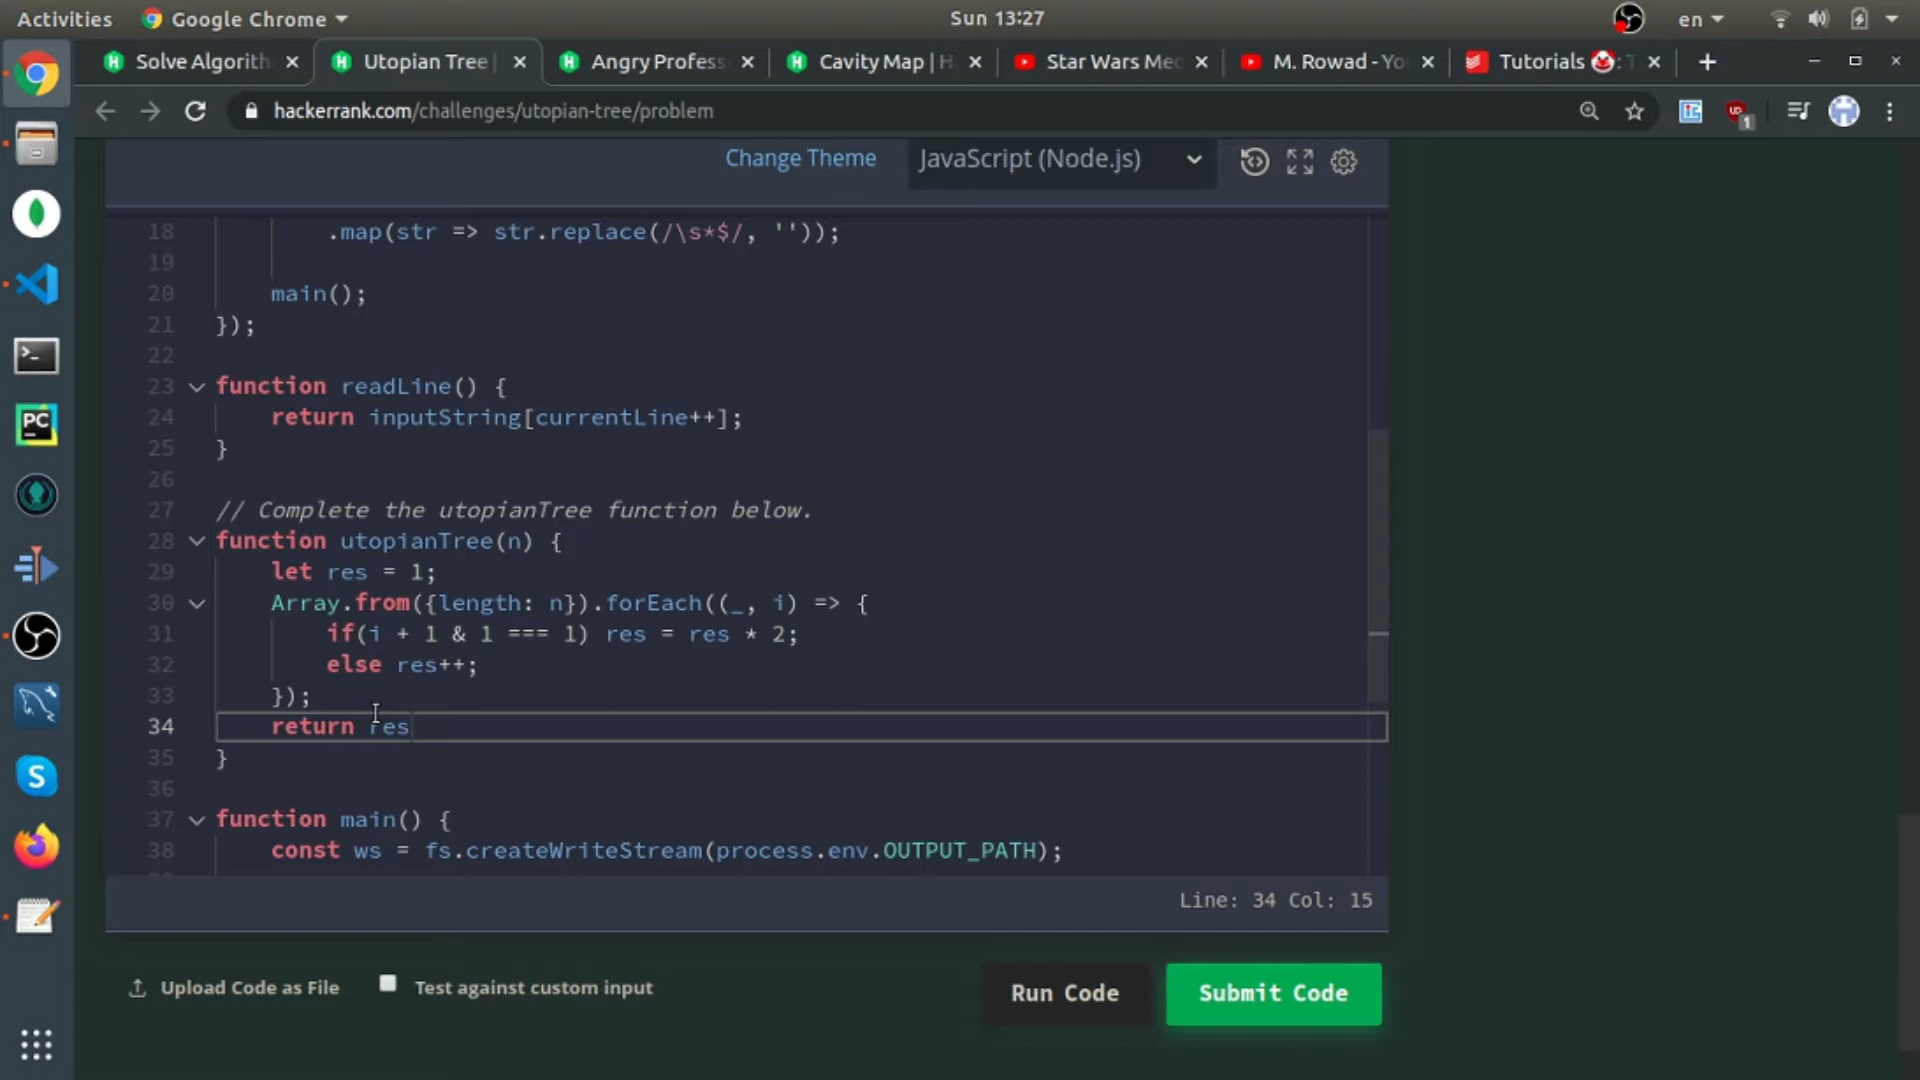 Activities Google Chrome Sun 13:27 en
Solve Algorith Utopian Tree | Angry Profess Cavity Map | H Star Wars Med M. Rowad - Yo Tutorials
hackerrank.com/challenges/utopian-tree/problem 1
Change Theme JavaScript (Node.js)
18 .map(str => str.replace(/\s*$/, ''));
19
20 main();
21 });
22
23 function readLine() {
24 return inputString[currentLine++];
25 }
26
27 // Complete the utopianTree function below.
28 function utopianTree(n) {
29 let res = 1;
30 Array.from({length: n}).forEach((_, i) => {
31 if(i + 1 & 1 === 1) res = res * 2;
32 else res++;
33 });
34 return res
35 }
36
37 function main() {
38 const ws = fs.createWriteStream(process.env.OUTPUT_PATH);
Line: 34 Col: 15
Upload Code as File Test against custom input Run Code Submit Code
PC
S